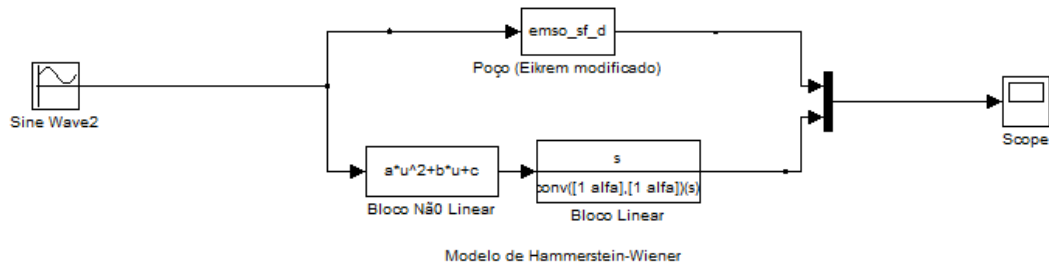 emso_sf_d
Poço (Eikrem modificado)
Sine Wave2
Scope
a*u^2+b*u+c
Bloco Nã0 Linear
s
conv([1 alfa],[1 alfa])(s)
Bloco Linear
Modelo de Hammerstein-Wiener